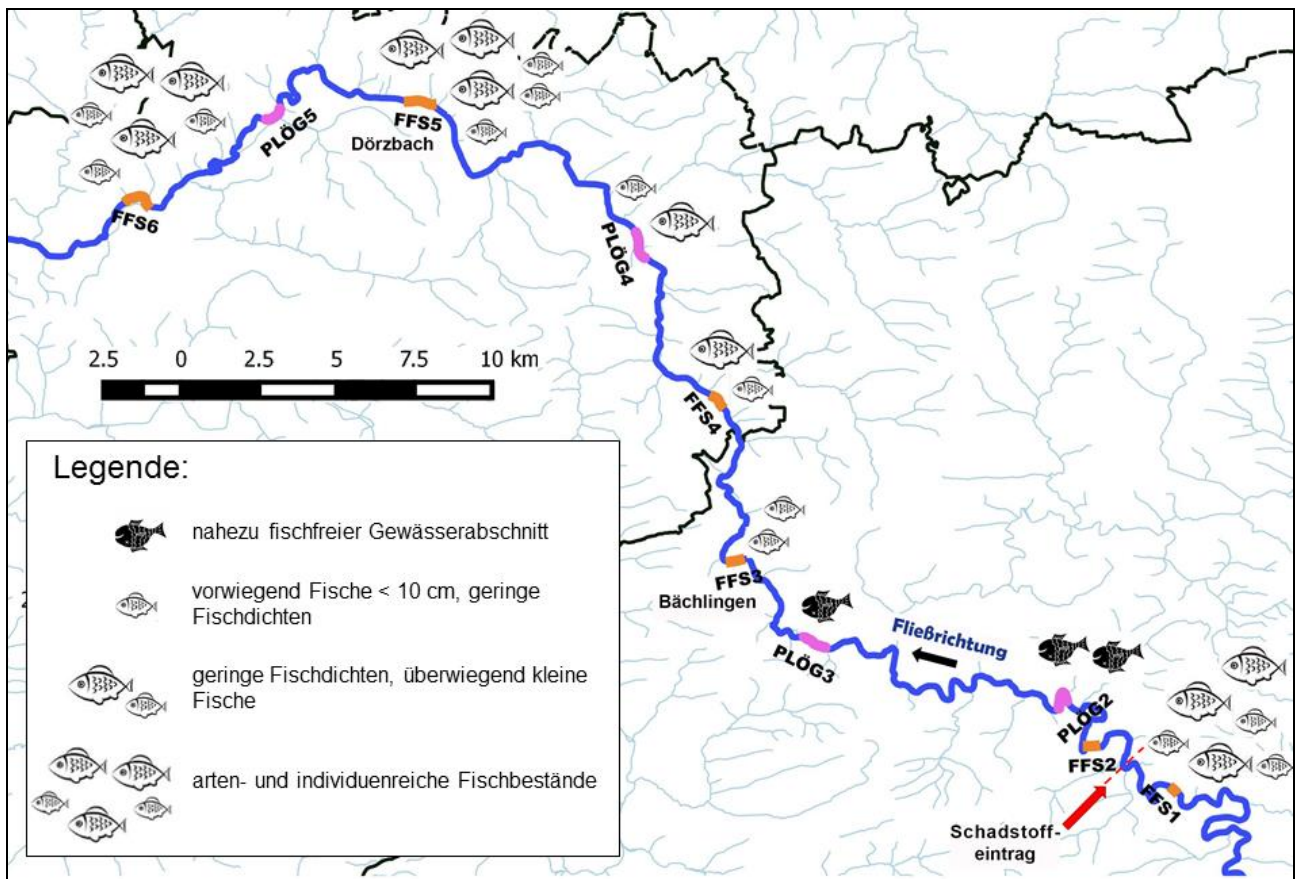 FFS5
Dörzbach
PLÖG5
FFS6
PLÖG4
2.5 0 2.5 5 7.5 10 km
FFS4
FFS3
Bächlingen
Fließrichtung
PLÖG3
PLÖG2
FFS2
FFS1
Schadstoff-
eintrag
Legende:
nahezu fischfreier Gewässerabschnitt
vorwiegend Fische < 10 cm, geringe
Fischdichten
geringe Fischdichten, überwiegend kleine
Fische
arten- und individuenreiche Fischbestände